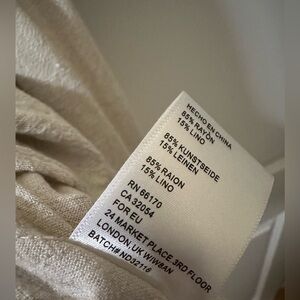 HECHO EN CHINA
85% RAYÓN
15% LINO
85% KUNSTSEIDE
15% LEINEN
85% RAION
15% LINO
RN 66170
CA 32054
FOR EU
24 MARKET PLACE 3RD FLOOR
LONDON, UK W1W8AN
BATCH# ND32116